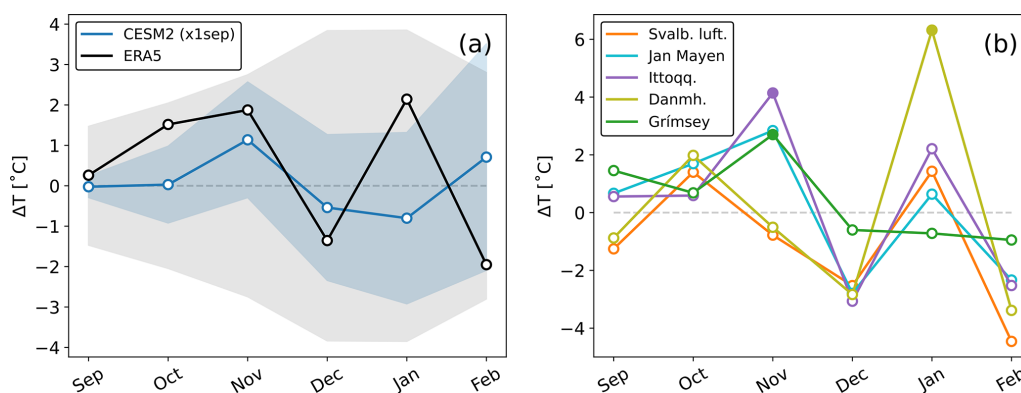 CESM2 (x1sep)
ERA5
(a)
ΔT [°C]
4
3
2
1
0
−1
−2
−3
−4
Sep
Oct
Nov
Dec
Jan
Feb
Svalb. luft.
Jan Mayen
Ittoqq.
Danmh.
Grímsey
(b)
ΔT [°C]
6
4
2
0
−2
−4
Sep
Oct
Nov
Dec
Jan
Feb